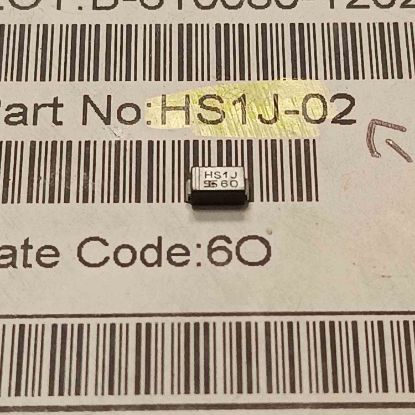 Part No:HS1J-02
HS1J
60
ate Code:6O